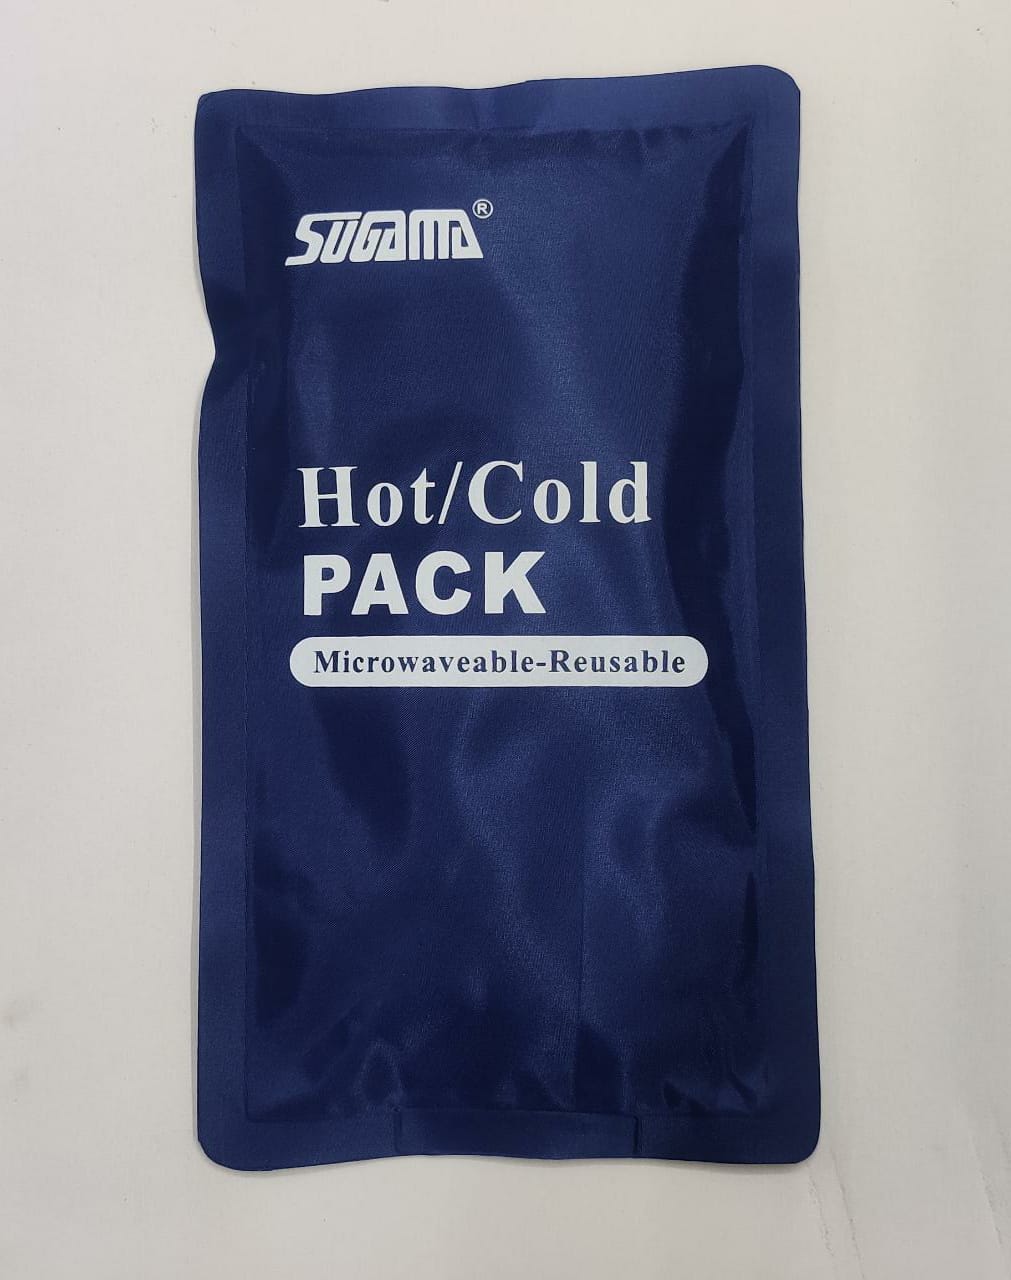 SUGAMA®
Hot/Cold
PACK
Microwaveable-Reusable